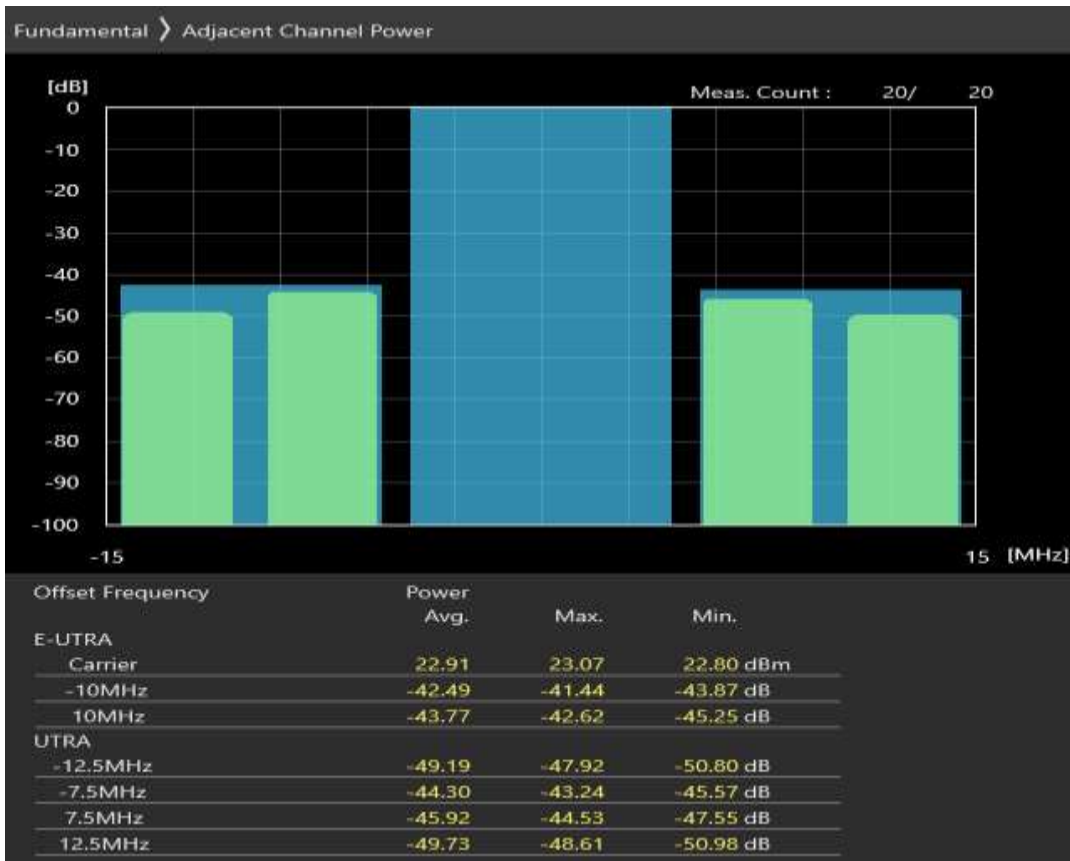 Fundamental 〉 Adjacent Channel Power
[dB]
Meas. Count : 20/ 20
0
-10
-20
-30
-40
-50
-60
-70
-80
-90
-100
-15 15 [MHz]
Offset Frequency Power
Avg. Max. Min.
E-UTRA
Carrier 22.91 23.07 22.80 dBm
-10MHz -42.49 -41.44 -43.87 dB
10MHz -43.77 -42.62 -45.25 dB
UTRA
-12.5MHz -49.19 -47.92 -50.80 dB
-7.5MHz -44.30 -43.24 -45.57 dB
7.5MHz -45.92 -44.53 -47.55 dB
12.5MHz -49.73 -48.61 -50.98 dB